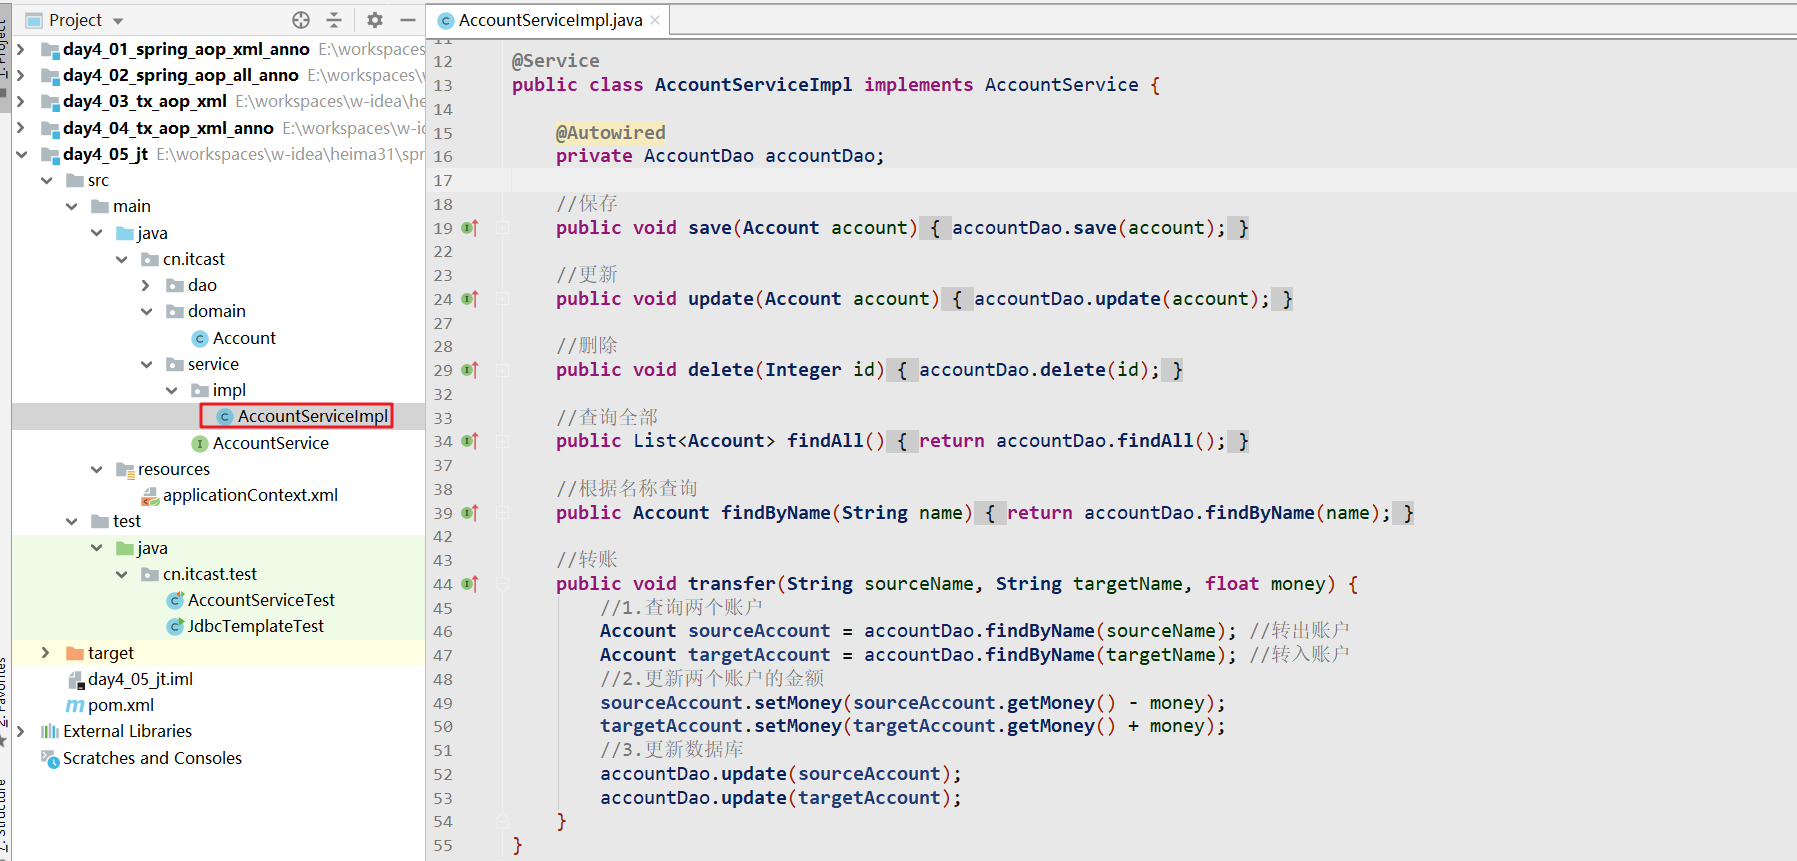 Project
day4_01_spring_aop_xml_anno E:\workspaces
day4_02_spring_aop_all_anno E:\workspaces\
day4_03_tx_aop_xml E:\workspaces\w-idea\he
day4_04_tx_aop_xml_anno E:\workspaces\w-i
day4_05_jt E:\workspaces\w-idea\heima31\spr
src
main
java
cn.itcast
dao
domain
Account
service
impl
AccountServiceImpl
AccountService
resources
applicationContext.xml
test
java
cn.itcast.test
AccountServiceTest
JdbcTemplateTest
target
day4_05_jt.iml
pom.xml
External Libraries
Scratches and Consoles
1: Project
2: Favorites
7: Structure
AccountServiceImpl.java
11
12 @Service
13 public class AccountServiceImpl implements AccountService {
14
15 @Autowired
16 private AccountDao accountDao;
17
18 //保存
19 public void save(Account account) { accountDao.save(account); }
22
23 //更新
24 public void update(Account account) { accountDao.update(account); }
27
28 //删除
29 public void delete(Integer id) { accountDao.delete(id); }
32
33 //查询全部
34 public List<Account> findAll() { return accountDao.findAll(); }
37
38 //根据名称查询
39 public Account findByName(String name) { return accountDao.findByName(name); }
42
43 //转账
44 public void transfer(String sourceName, String targetName, float money) {
45 //1.查询两个账户
46 Account sourceAccount = accountDao.findByName(sourceName); //转出账户
47 Account targetAccount = accountDao.findByName(targetName); //转入账户
48 //2.更新两个账户的金额
49 sourceAccount.setMoney(sourceAccount.getMoney() - money);
50 targetAccount.setMoney(targetAccount.getMoney() + money);
51 //3.更新数据库
52 accountDao.update(sourceAccount);
53 accountDao.update(targetAccount);
54 }
55 }